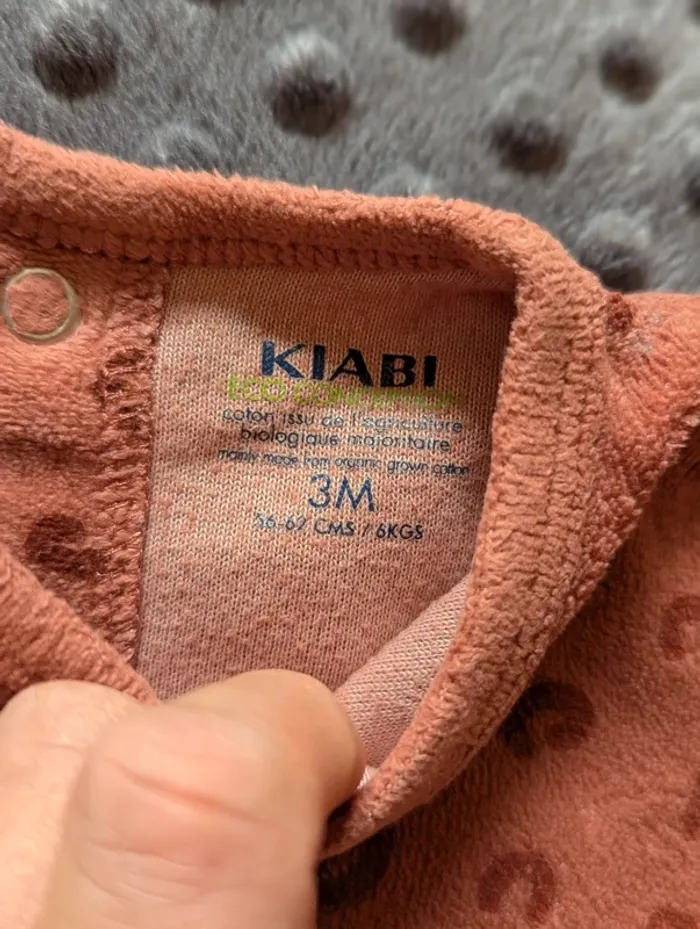 KIABI
ECO CONCEPTION
coton issu de l'agriculture
biologique majoritaire
mainly made from organic grown cotton
3M
56-62 CMS / 6KGS